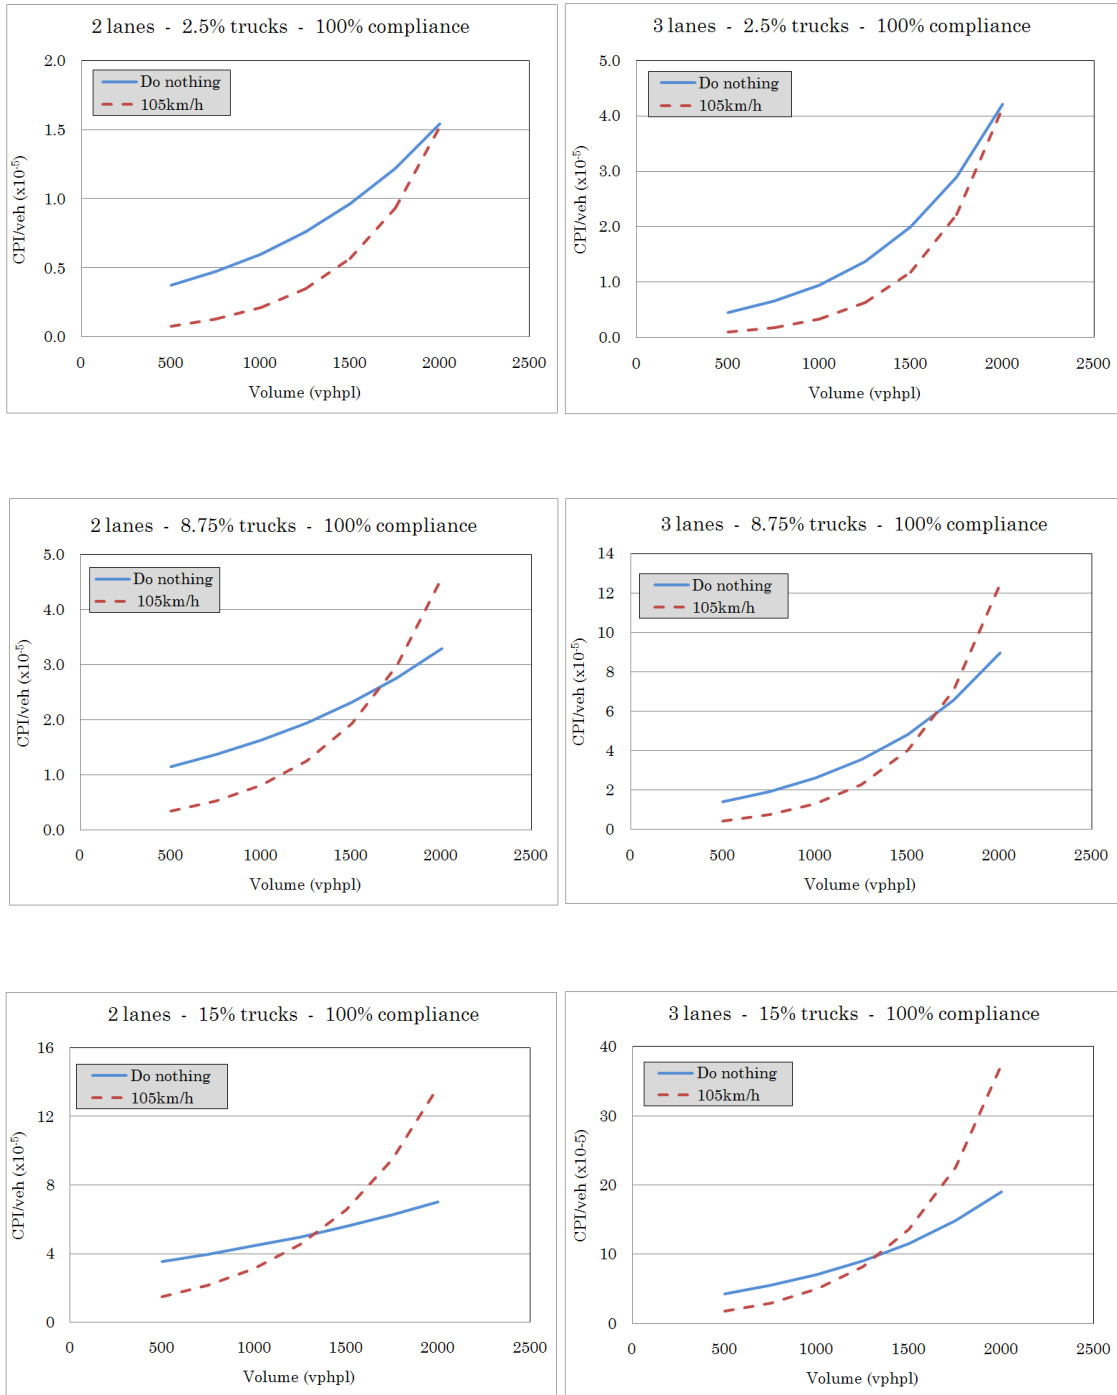 2 lanes - 2.5% trucks - 100% compliance
Do nothing
105km/h
2.0
1.5
1.0
0.5
0.0
CPI/veh (x10-5)
0 500 1000 1500 2000 2500
Volume (vphpl)
3 lanes - 2.5% trucks - 100% compliance
Do nothing
105km/h
5.0
4.0
3.0
2.0
1.0
0.0
CPI/veh (x10-5)
0 500 1000 1500 2000 2500
Volume (vphpl)
2 lanes - 8.75% trucks - 100% compliance
Do nothing
105km/h
5.0
4.0
3.0
2.0
1.0
0.0
CPI/veh (x10-5)
0 500 1000 1500 2000 2500
Volume (vphpl)
3 lanes - 8.75% trucks - 100% compliance
Do nothing
105km/h
14
12
10
8
6
4
2
0
CPI/veh (x10-5)
0 500 1000 1500 2000 2500
Volume (vphpl)
2 lanes - 15% trucks - 100% compliance
Do nothing
105km/h
16
12
8
4
0
CPI/veh (x10-5)
0 500 1000 1500 2000 2500
Volume (vphpl)
3 lanes - 15% trucks - 100% compliance
Do nothing
105km/h
40
30
20
10
0
CPI/veh (x10-5)
0 500 1000 1500 2000 2500
Volume (vphpl)